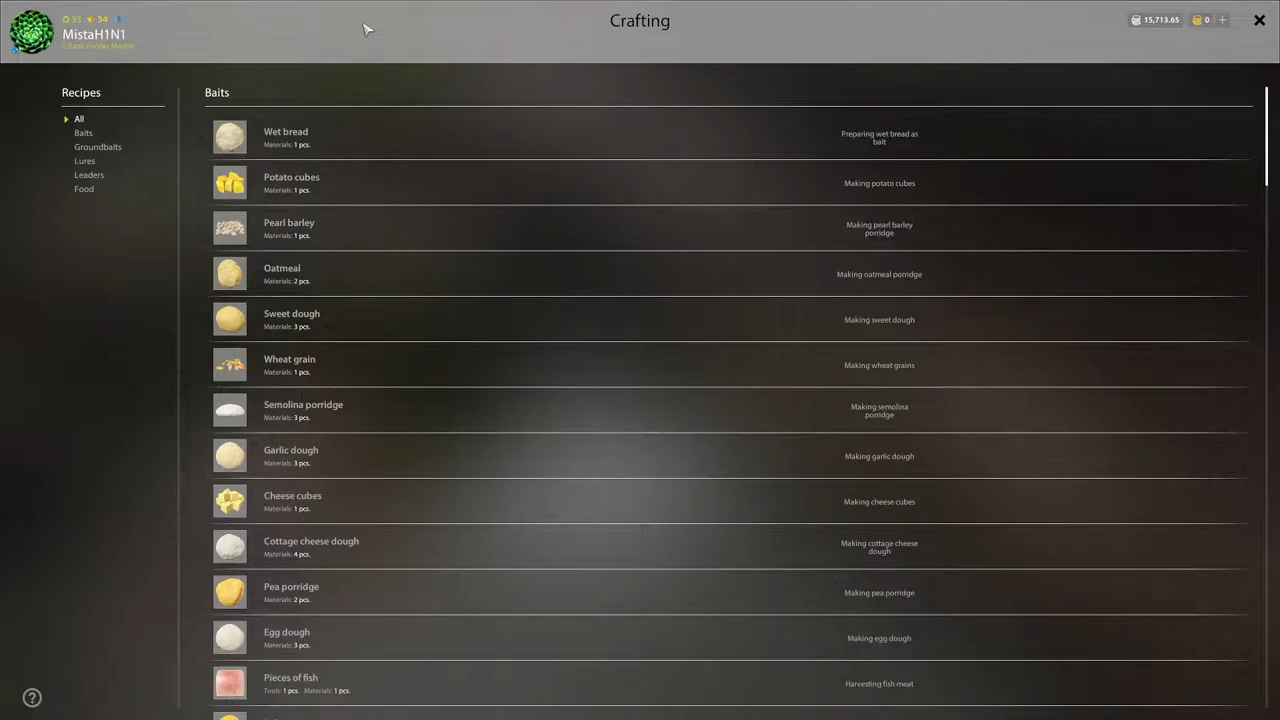 33 34
MistaH1N1
Crafting
15,713.65
0
Recipes
All
Baits
Groundbaits
Lures
Leaders
Food
Baits
Wet bread
Materials: 1 pcs.
Preparing wet bread as
bait
Potato cubes
Materials: 1 pcs.
Making potato cubes
Pearl barley
Materials: 1 pcs.
Making pearl barley
porridge
Oatmeal
Materials: 2 pcs.
Making oatmeal porridge
Sweet dough
Materials: 3 pcs.
Making sweet dough
Wheat grain
Materials: 1 pcs.
Making wheat grains
Semolina porridge
Materials: 3 pcs.
Making semolina
porridge
Garlic dough
Materials: 3 pcs.
Making garlic dough
Cheese cubes
Materials: 1 pcs.
Making cheese cubes
Cottage cheese dough
Materials: 4 pcs.
Making cottage cheese
dough
Pea porridge
Materials: 2 pcs.
Making pea porridge
Egg dough
Materials: 3 pcs.
Making egg dough
Pieces of fish
Tools: 1 pcs. Materials: 1 pcs.
Harvesting fish meat